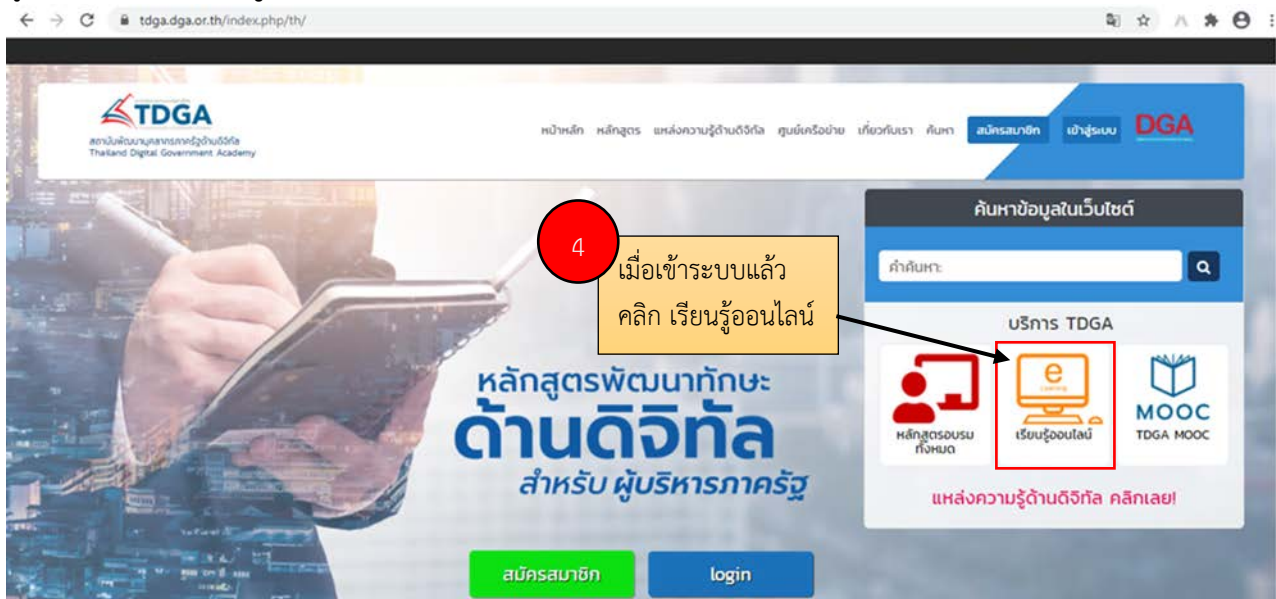 tdga.dga.or.th/index.php/th/
TDGA
สถาบันพัฒนาบุคลากรภาครัฐด้านดิจิทัล
Thailand Digital Government Academy
หน้าหลัก หลักสูตร แหล่งความรู้ด้านดิจิทัล ศูนย์เครือข่าย เกี่ยวกับเรา ค้นหา สมัครสมาชิก เข้าสู่ระบบ DGA
ค้นหาข้อมูลในเว็บไซต์
คำค้นหา:
4
เมื่อเข้าระบบแล้ว
คลิก เรียนรู้ออนไลน์
บริการ TDGA
e
Learning
MOOC
หลักสูตรอบรม
ทั้งหมด
เรียนรู้ออนไลน์
TDGA MOOC
แหล่งความรู้ด้านดิจิทัล คลิกเลย!
หลักสูตรพัฒนาทักษะ
ด้านดิจิทัล
สำหรับ ผู้บริหารภาครัฐ
สมัครสมาชิก
login